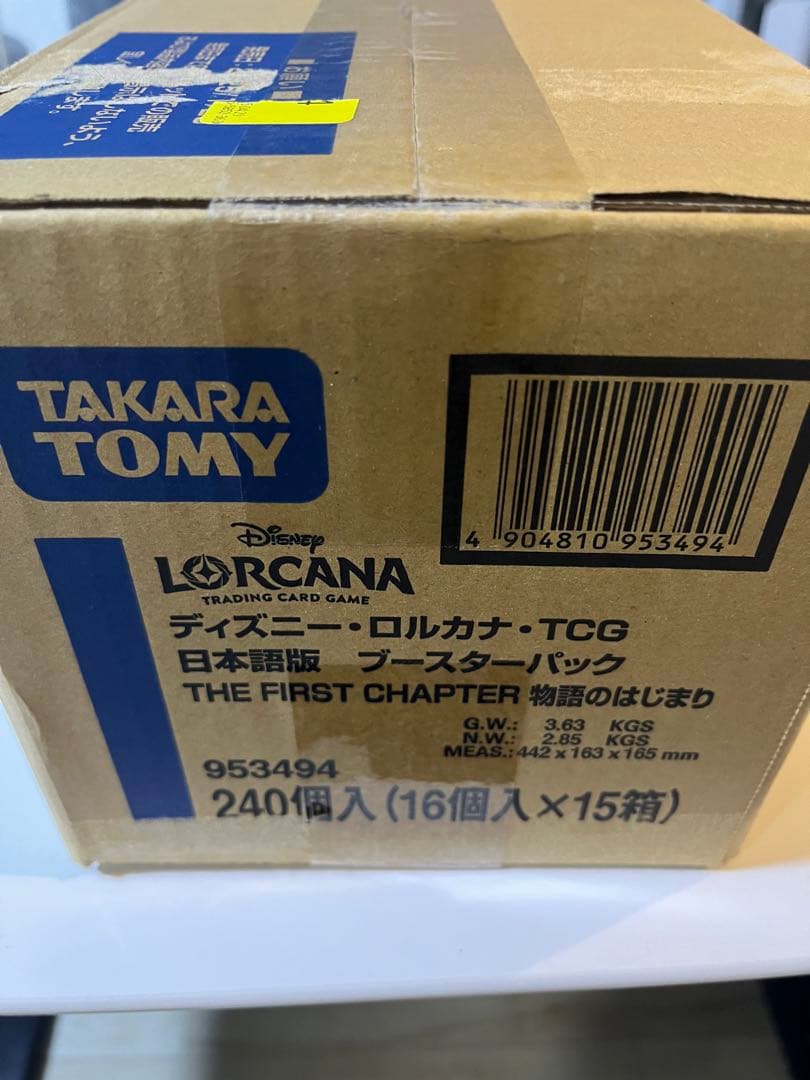 ■お願い■
TAKARA
TOMY
4 904810 953494
Disney
LORCANA
TRADING CARD GAME
ディズニー・ロルカナ・TCG
日本語版 ブースターパック
THE FIRST CHAPTER 物語のはじまり
G.W.: 3.63 KGS
N.W.: 2.85 KGS
MEAS.: 442 x 163 x 165 mm
953494
240個入(16個入×15箱)